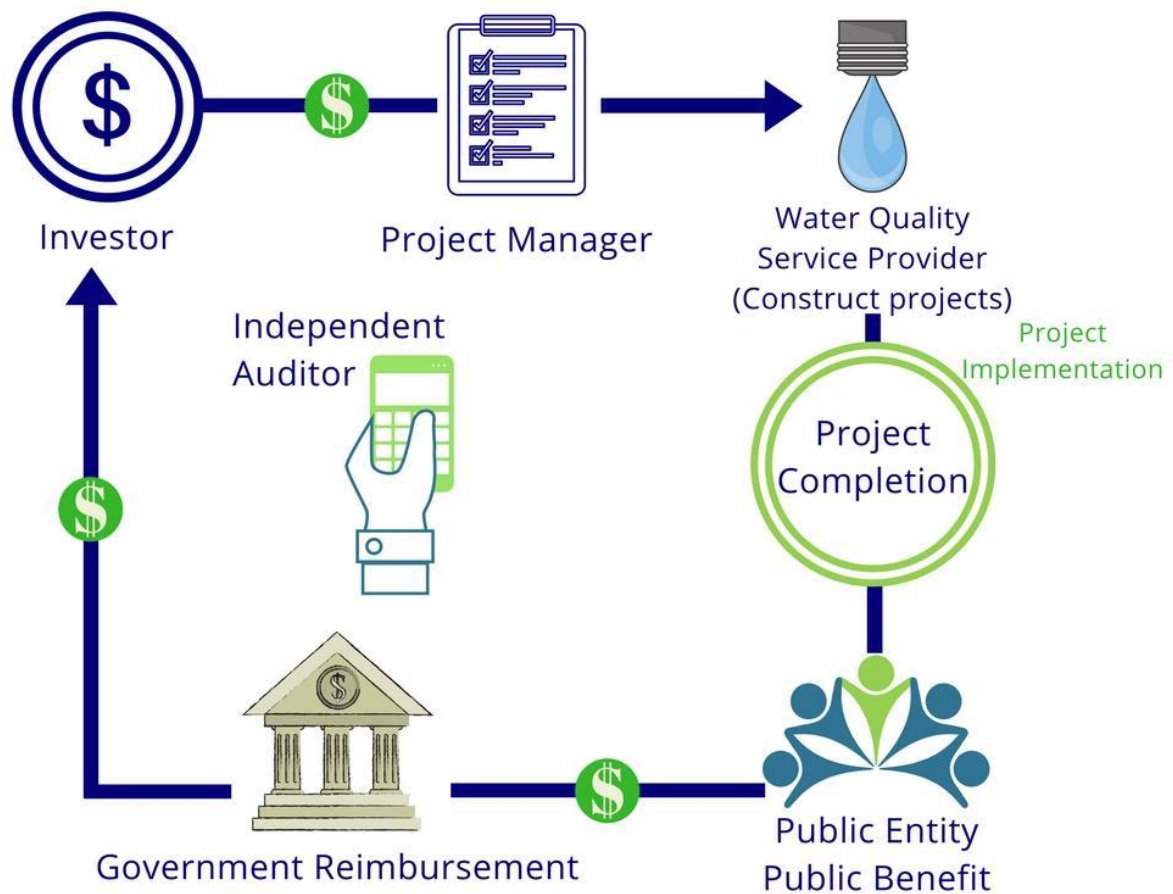 $
$
Investor
Project Manager
Water Quality
Service Provider
(Construct projects)
Project
Implementation
Independent
Auditor
Project
Completion
$
$
$
Government Reimbursement
Public Entity
Public Benefit